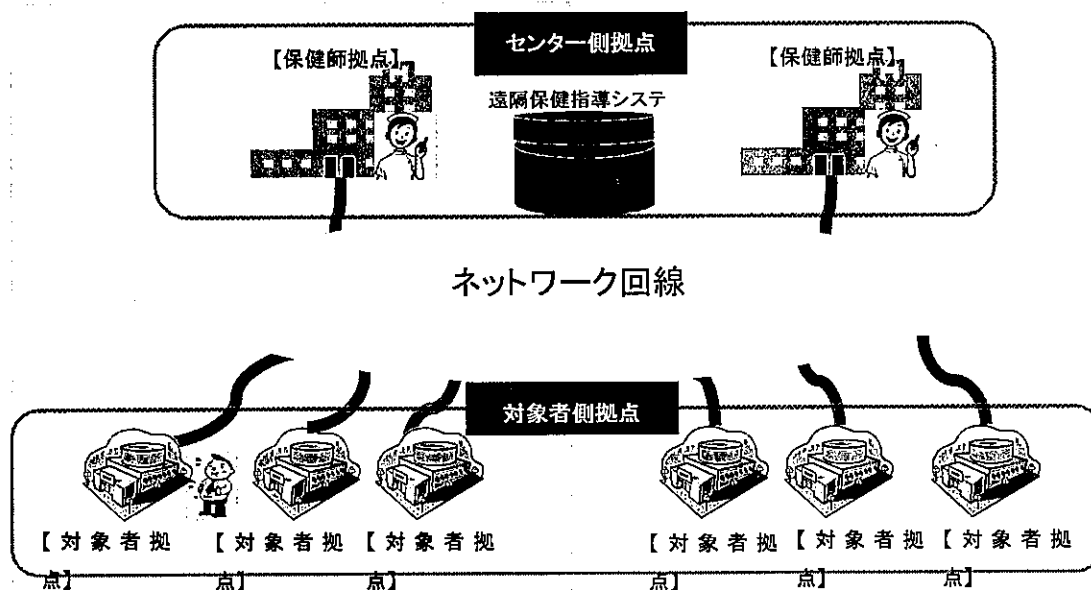 センター側拠点
【保健師拠点】
【保健師拠点】
遠隔保健指導システ
ネットワーク回線
対象者側拠点
【対象者拠
点】
【対象者拠
点】
【対象者拠
点】
【対象者拠
点】
【対象者拠
点】
【対象者拠
点】